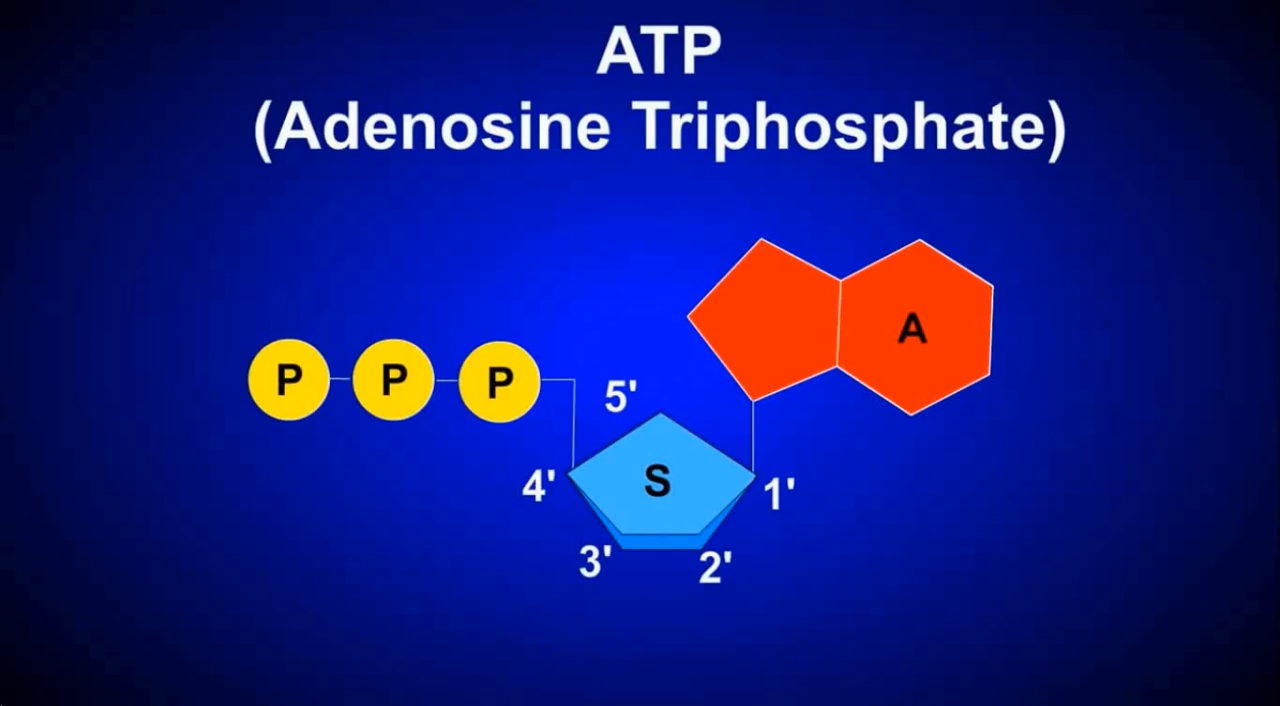 ATP
(Adenosine Triphosphate)
A
P P P
5'
S
4'
1'
3'
2'